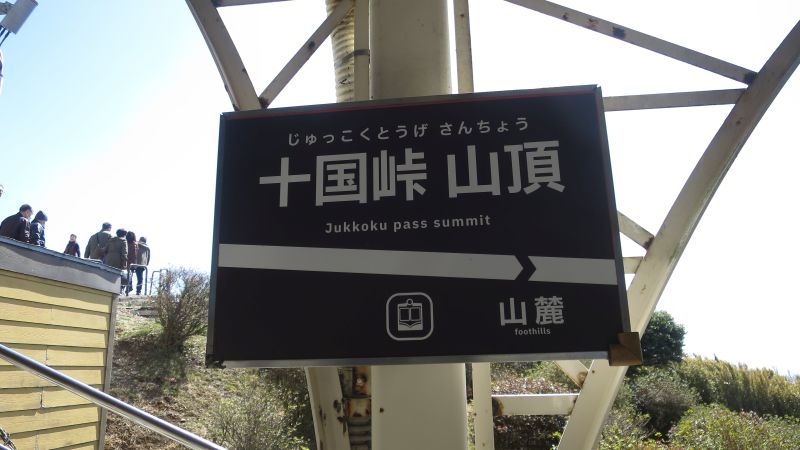 じゅっこくとうげ さんちょう
十国峠 山頂
Jukkoku pass summit
山麓
foothills